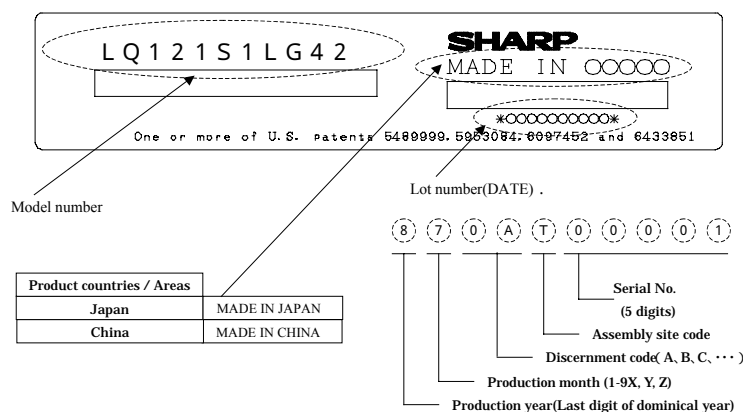 LQ121S1LG42
SHARP
MADE IN ○○○○○
*○○○○○○○○○○*
One or more of U.S. patents 5489999.5953084.6097452 and 6433851
Lot number(DATE) .
Model number
8 7 0 A T 0 0 0 0 1
Product countries / Areas
Japan MADE IN JAPAN
China MADE IN CHINA
Serial No.
(5 digits)
Assembly site code
Discernment code( A、B、C、・・・)
Production month (1-9X, Y, Z)
Production year(Last digit of dominical year)